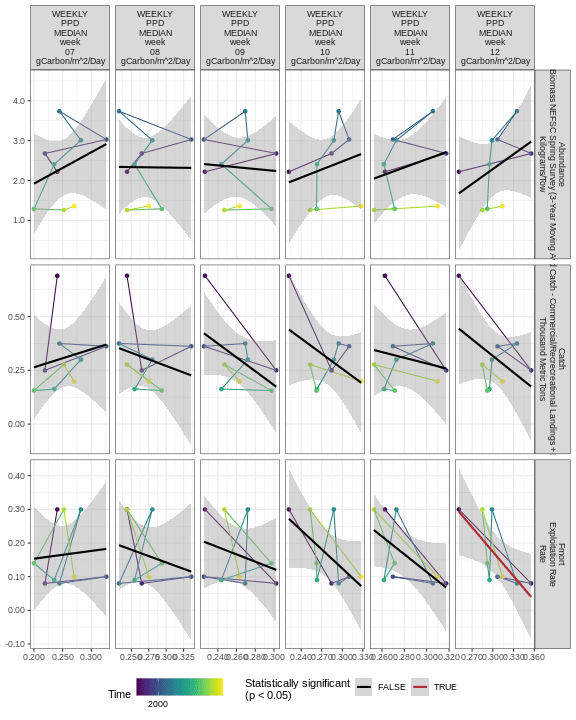 WEEKLY PPD MEDIAN week 07 gCarbon/m^2/Day
WEEKLY PPD MEDIAN week 08 gCarbon/m^2/Day
WEEKLY PPD MEDIAN week 09 gCarbon/m^2/Day
WEEKLY PPD MEDIAN week 10 gCarbon/m^2/Day
WEEKLY PPD MEDIAN week 11 gCarbon/m^2/Day
WEEKLY PPD MEDIAN week 12 gCarbon/m^2/Day
4.0
3.0
2.0
1.0
Abundance
Biomass NEFSC Spring Survey (3-Year Moving
Kilograms/Tow
0.50
0.25
0.00
Catch
Catch - Commercial/Recreational Landings +
Thousand Metric Tons
0.40
0.30
0.20
0.10
0.00
-0.10
Fmort
Exploitation Rate
Rate
0.200 0.250 0.300
0.250 0.275 0.300 0.325
0.240 0.260 0.280 0.300
0.240 0.270 0.300 0.330
0.260 0.280 0.300 0.320
0.270 0.300 0.330 0.360
Time
2000
Statistically significant
(p < 0.05)
FALSE
TRUE